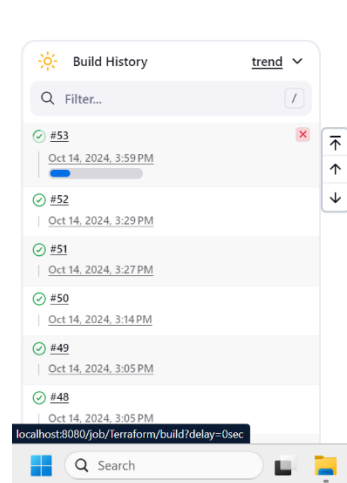 Build History
trend
Filter...
/
#53
Oct 14, 2024, 3:59 PM
#52
Oct 14, 2024, 3:29 PM
#51
Oct 14, 2024, 3:27 PM
#50
Oct 14, 2024, 3:14 PM
#49
Oct 14, 2024, 3:05 PM
#48
Oct 14, 2024, 3:05 PM
localhost:8080/job/Terraform/build?delay=0sec
Search